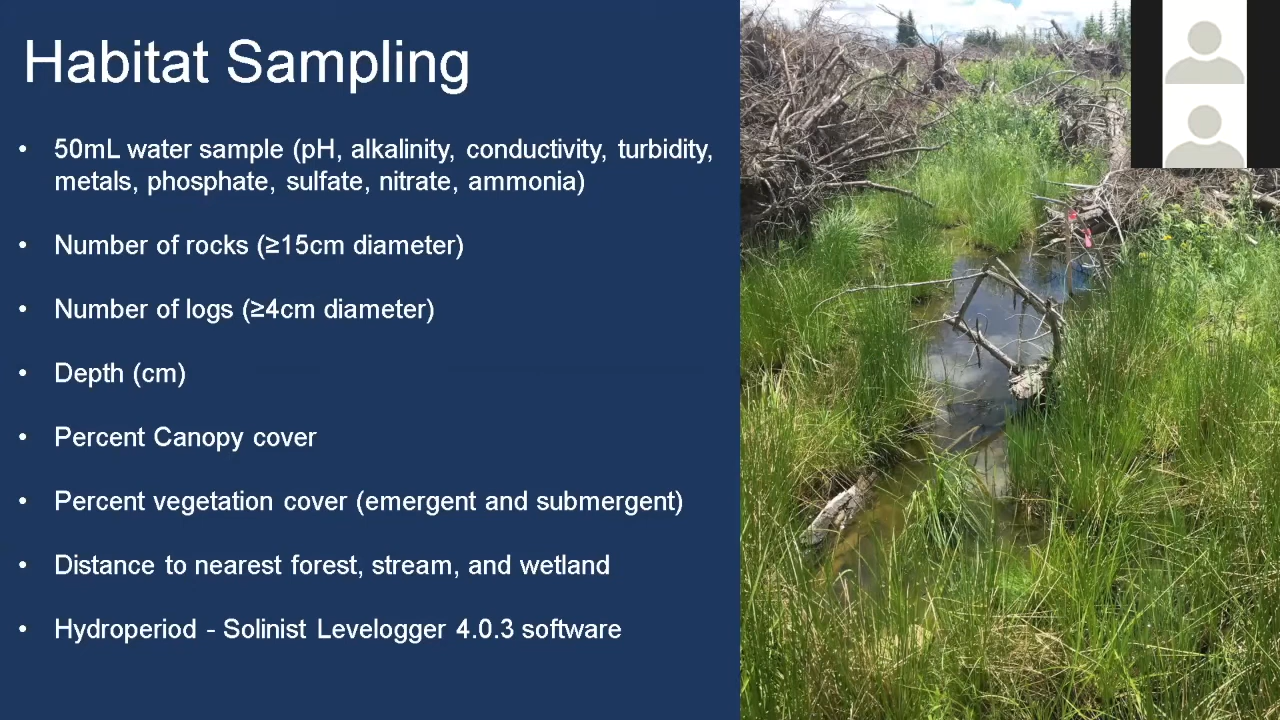 Habitat Sampling
• 50mL water sample (pH, alkalinity, conductivity, turbidity,
metals, phosphate, sulfate, nitrate, ammonia)
• Number of rocks (≥15cm diameter)
• Number of logs (≥4cm diameter)
• Depth (cm)
• Percent Canopy cover
• Percent vegetation cover (emergent and submergent)
• Distance to nearest forest, stream, and wetland
• Hydroperiod - Solinist Levelogger 4.0.3 software